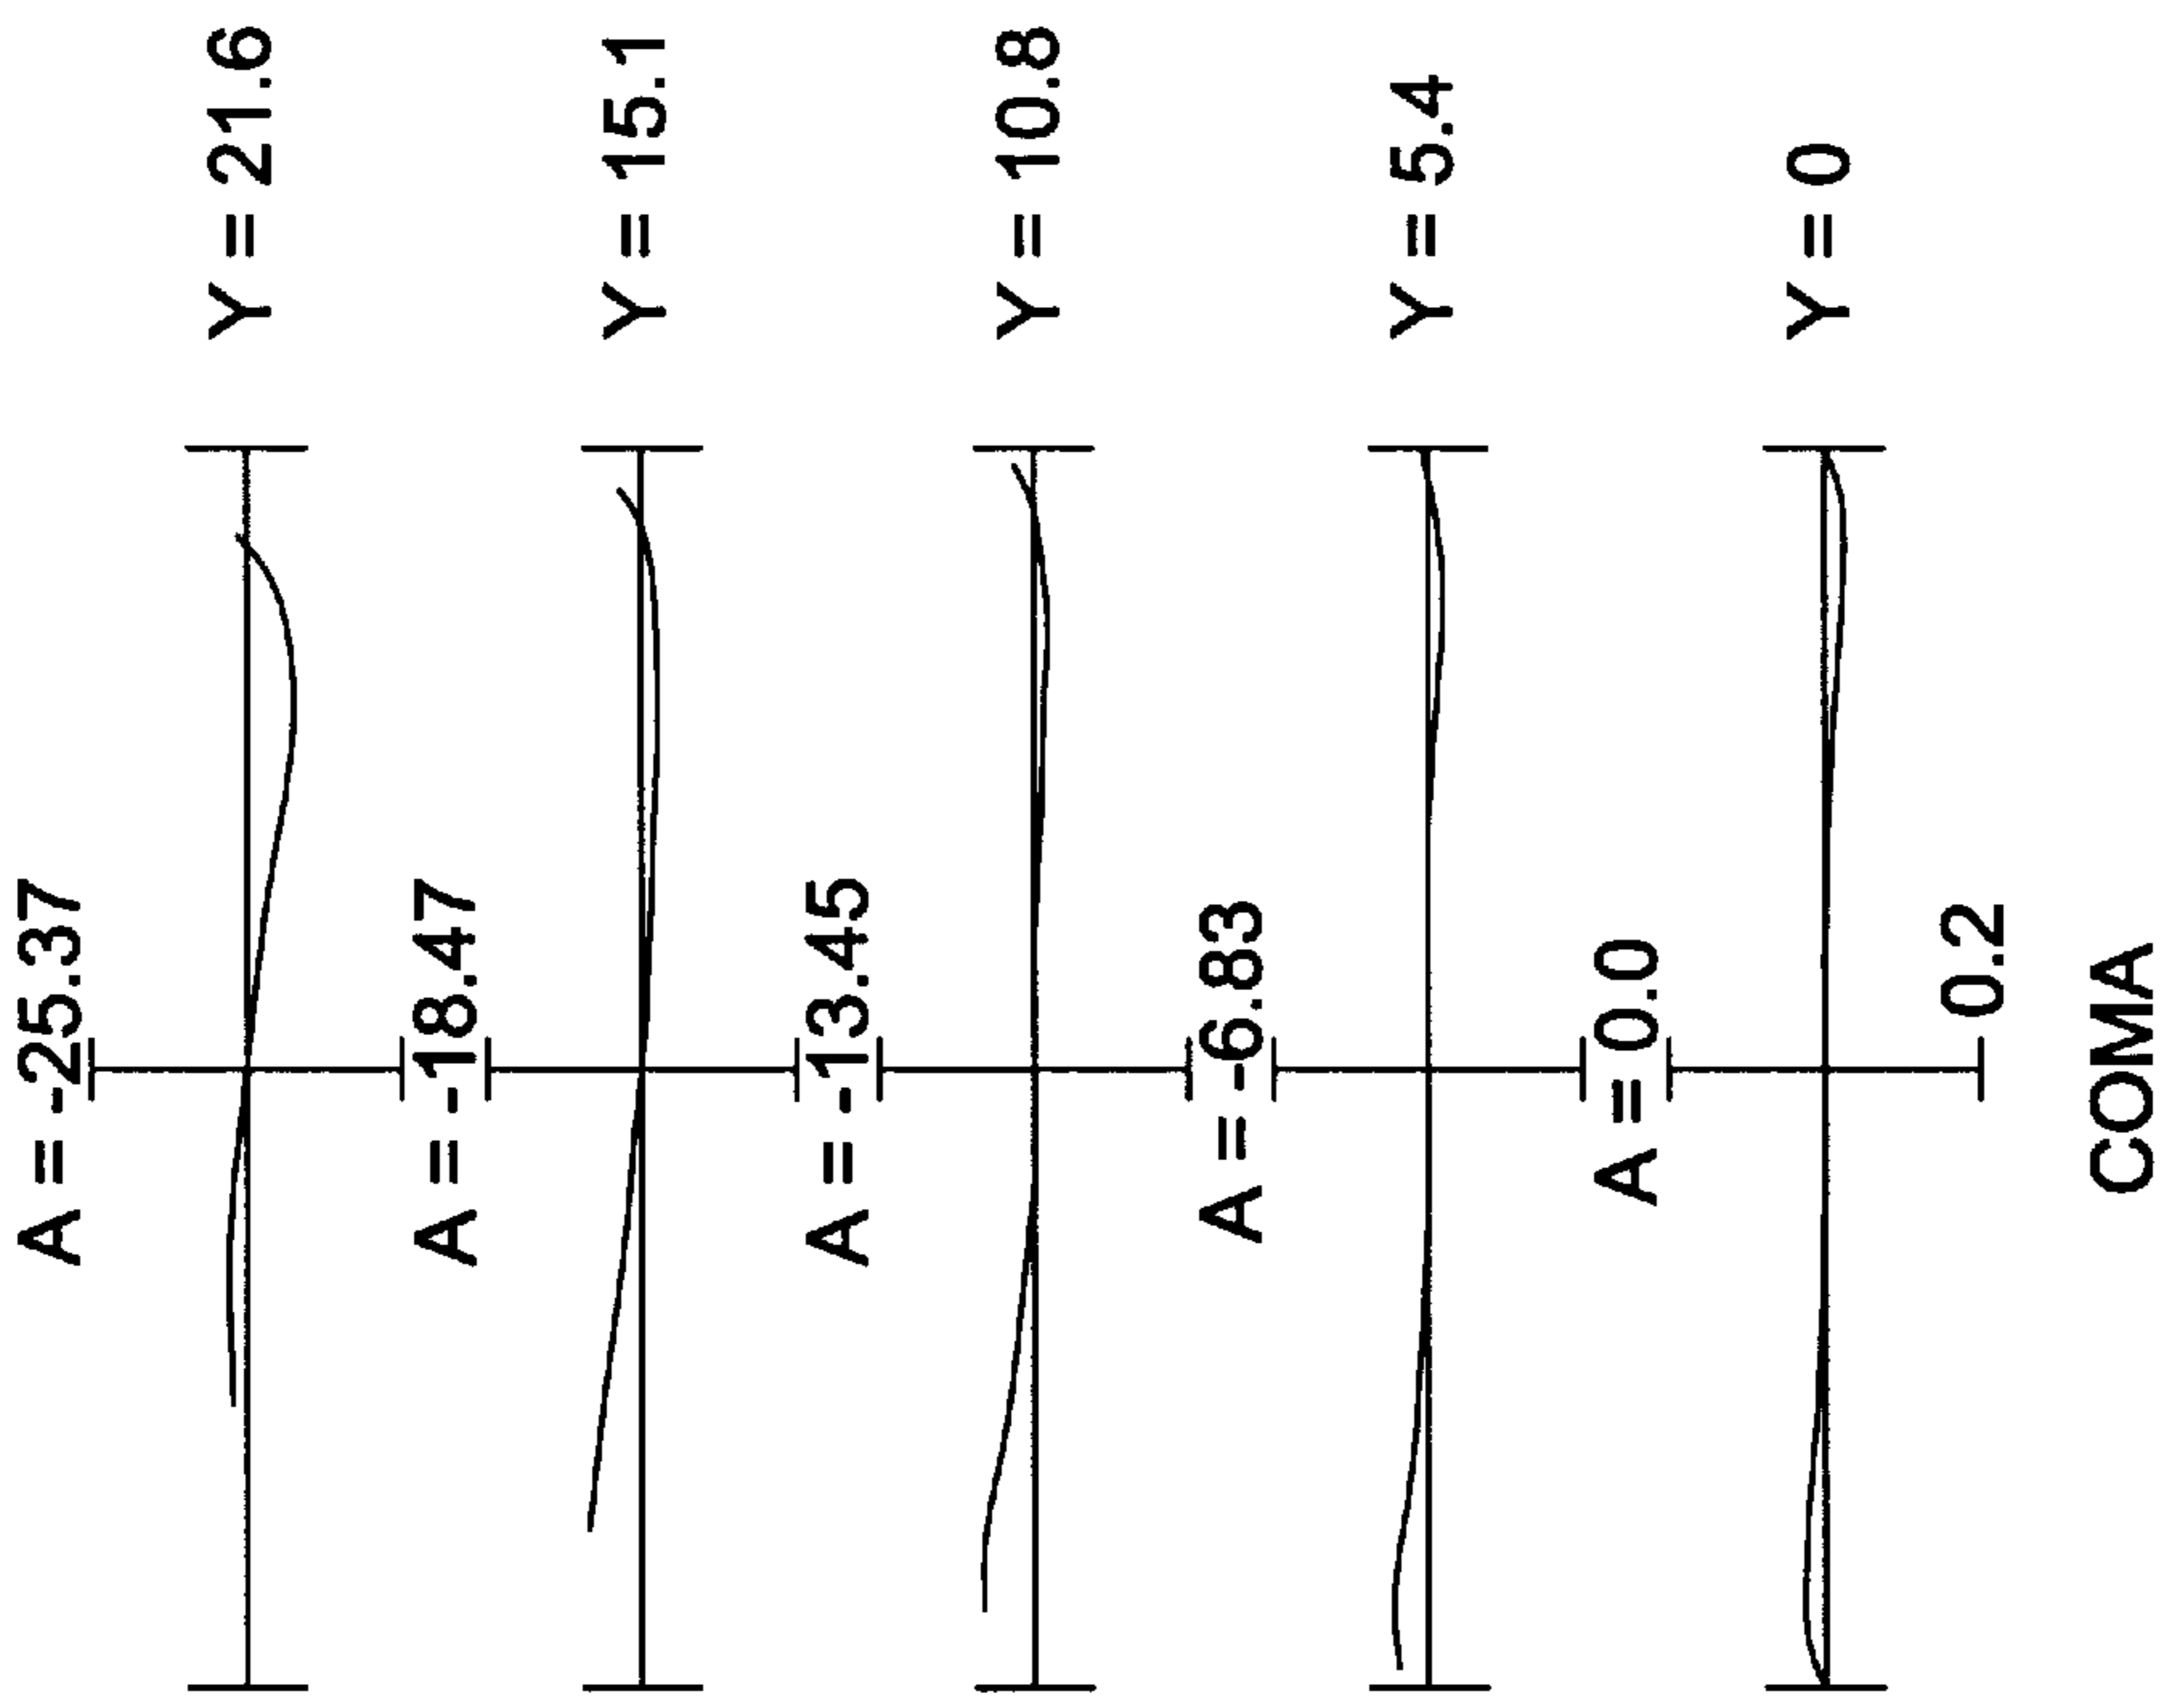 A = -25.37
Y = 21.6
A = -18.47
Y = 15.1
A = -13.45
Y = 10.8
A = -6.83
Y = 5.4
A = 0.0
Y = 0
0.2
COMA